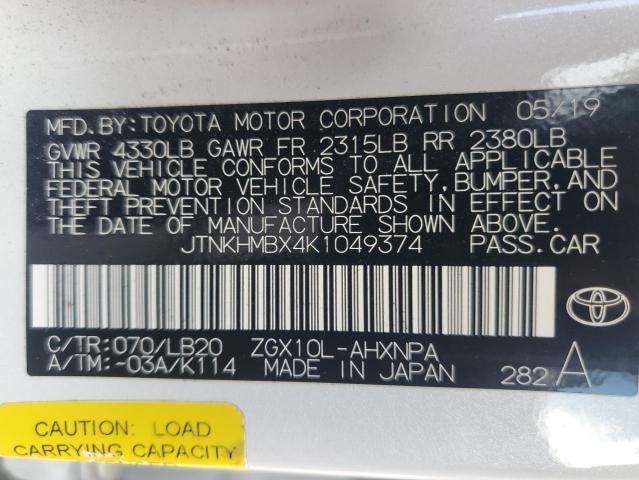 MFD. BY: TOYOTA MOTOR CORPORATION 05/19
GVWR 4330LB GAWR FR 2315LB RR 2380LB
THIS VEHICLE CONFORMS TO ALL APPLICABLE
FEDERAL MOTOR VEHICLE SAFETY, BUMPER, AND
THEFT PREVENTION STANDARDS IN EFFECT ON
THE DATE OF MANUFACTURE SHOWN ABOVE.
JTNKHMBX4K1049374 PASS.CAR
C/TR:070/LB20 ZGX10L-AHXNPA
A/TM:-03A/K114 MADE IN JAPAN 282 A
CAUTION: LOAD
CARRYING CAPACITY